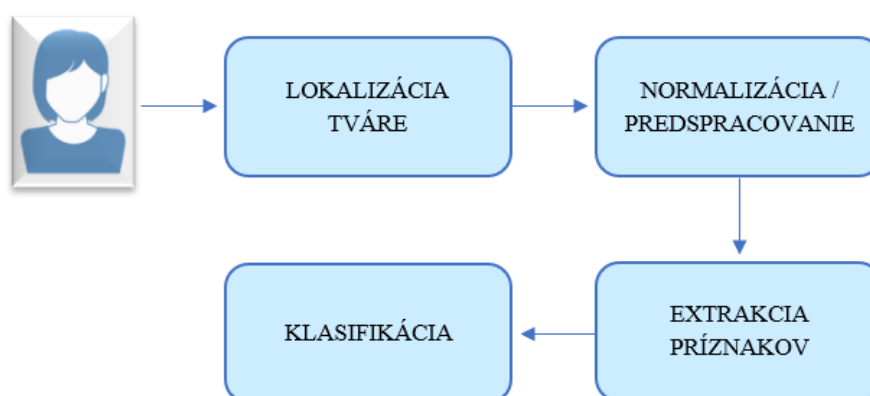 LOKALIZÁCIA
TVÁRE
NORMALIZÁCIA /
PREDSPRACOVANIE
EXTRAKCIA
PRÍZNAKOV
KLASIFIKÁCIA